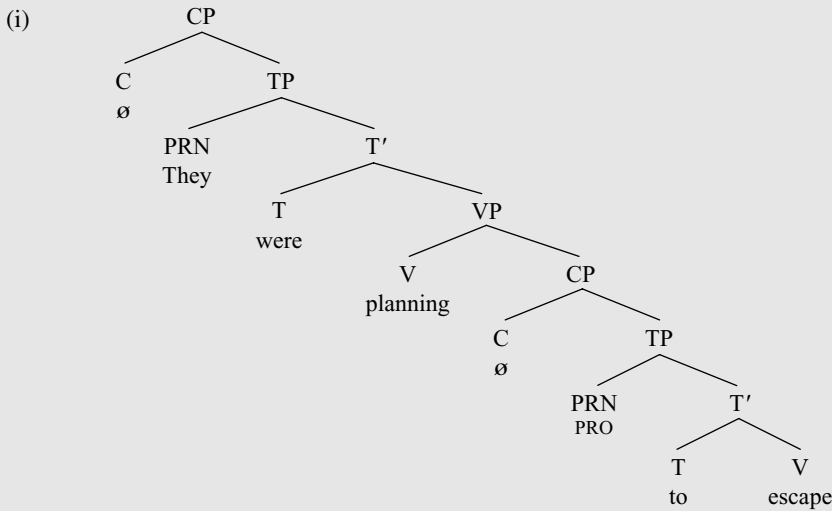 (i)
CP
C TP
ø
PRN T′
They
T VP
were
V CP
planning
C TP
ø
PRN T′
PRO
T V
to escape